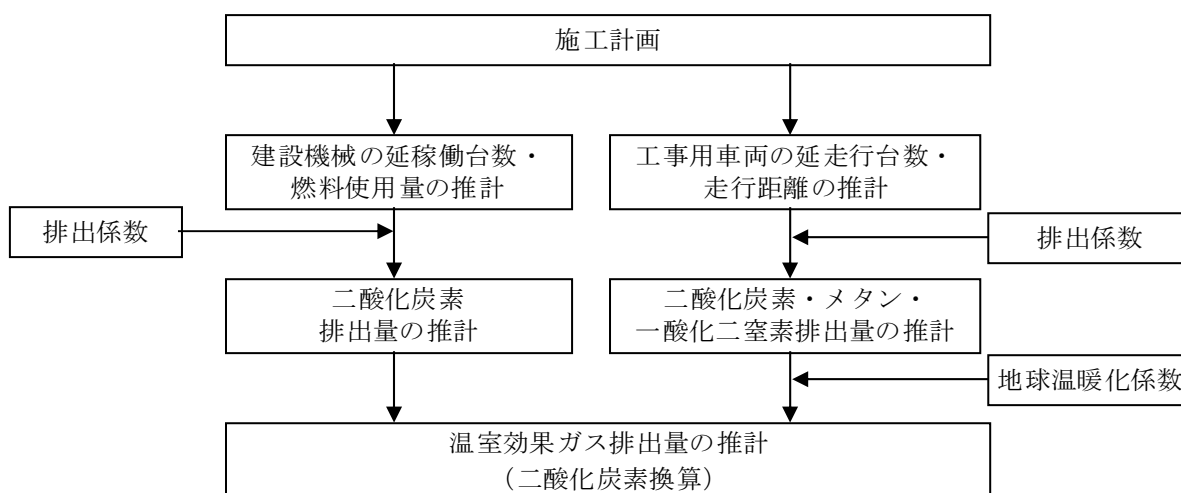 施工計画
建設機械の延稼働台数・
燃料使用量の推計
工事用車両の延走行台数・
走行距離の推計
排出係数
排出係数
二酸化炭素
排出量の推計
二酸化炭素・メタン・
一酸化二窒素排出量の推計
地球温暖化係数
温室効果ガス排出量の推計
（二酸化炭素換算）